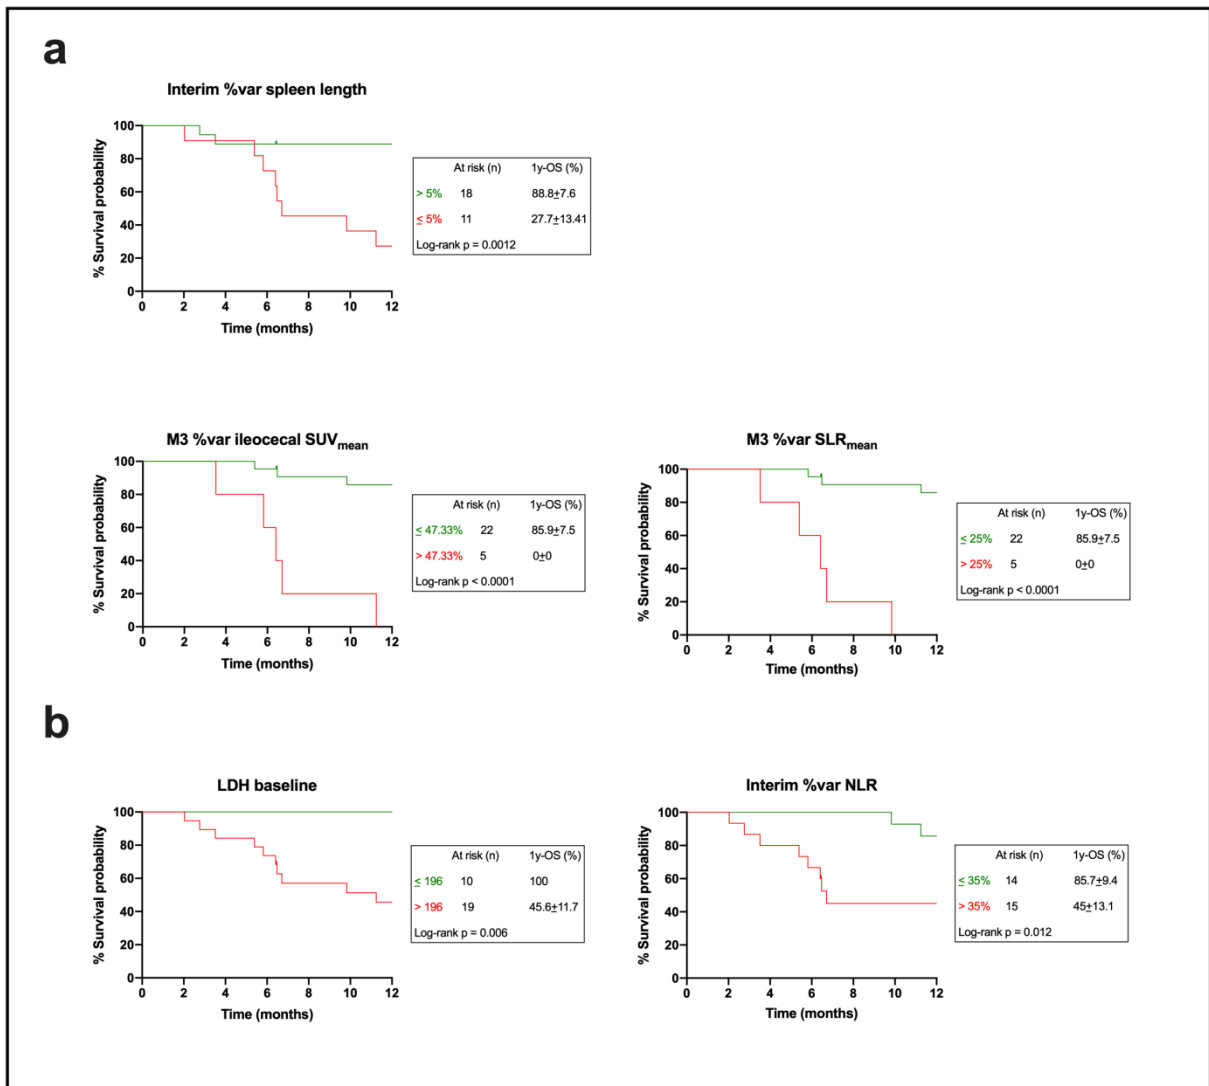 a
Interim %var spleen length
100
80
60
40
20
0
% Survival probability
0 2 4 6 8 10 12
Time (months)
At risk (n) 1y-OS (%)
> 5% 18 88.8±7.6
≤ 5% 11 27.7±13.41
Log-rank p = 0.0012
M3 %var ileocecal SUVmean
100
80
60
40
20
0
% Survival probability
0 2 4 6 8 10 12
Time (months)
At risk (n) 1y-OS (%)
≤ 47.33% 22 85.9±7.5
> 47.33% 5 0±0
Log-rank p < 0.0001
M3 %var SLRmean
100
80
60
40
20
0
% Survival probability
0 2 4 6 8 10 12
Time (months)
At risk (n) 1y-OS (%)
≤ 25% 22 85.9±7.5
> 25% 5 0±0
Log-rank p < 0.0001
b
LDH baseline
100
80
60
40
20
0
% Survival probability
0 2 4 6 8 10 12
Time (months)
At risk (n) 1y-OS (%)
≤ 196 10 100
> 196 19 45.6±11.7
Log-rank p = 0.006
Interim %var NLR
100
80
60
40
20
0
% Survival probability
0 2 4 6 8 10 12
Time (months)
At risk (n) 1y-OS (%)
≤ 35% 14 85.7±9.4
> 35% 15 45±13.1
Log-rank p = 0.012